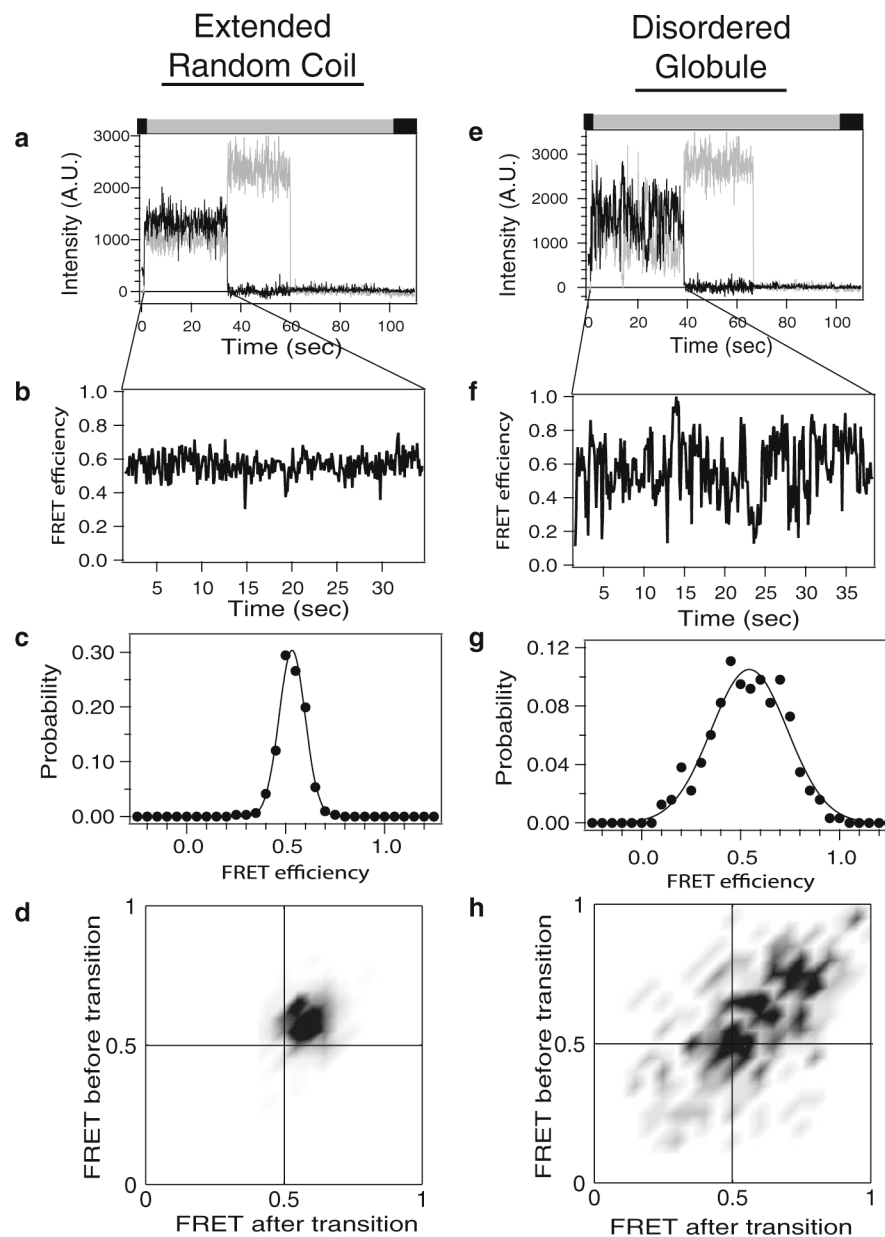 Extended
Random Coil
Disordered
Globule
a
Intensity (A.U.)
3000
2000
1000
0
0 20 40 60 80 100
Time (sec)
e
Intensity (A.U.)
3000
2000
1000
0
0 20 40 60 80 100
Time (sec)
b
FRET efficiency
1.0
0.8
0.6
0.4
0.2
0.0
5 10 15 20 25 30
Time (sec)
f
FRET efficiency
1.0
0.8
0.6
0.4
0.2
0.0
5 10 15 20 25 30 35
Time (sec)
c
Probability
0.30
0.20
0.10
0.00
0.0 0.5 1.0
FRET efficiency
g
Probability
0.12
0.08
0.04
0.00
0.0 0.5 1.0
FRET efficiency
d
FRET before transition
1
0.5
0
0 0.5 1
FRET after transition
h
FRET before transition
1
0.5
0
0 0.5 1
FRET after transition